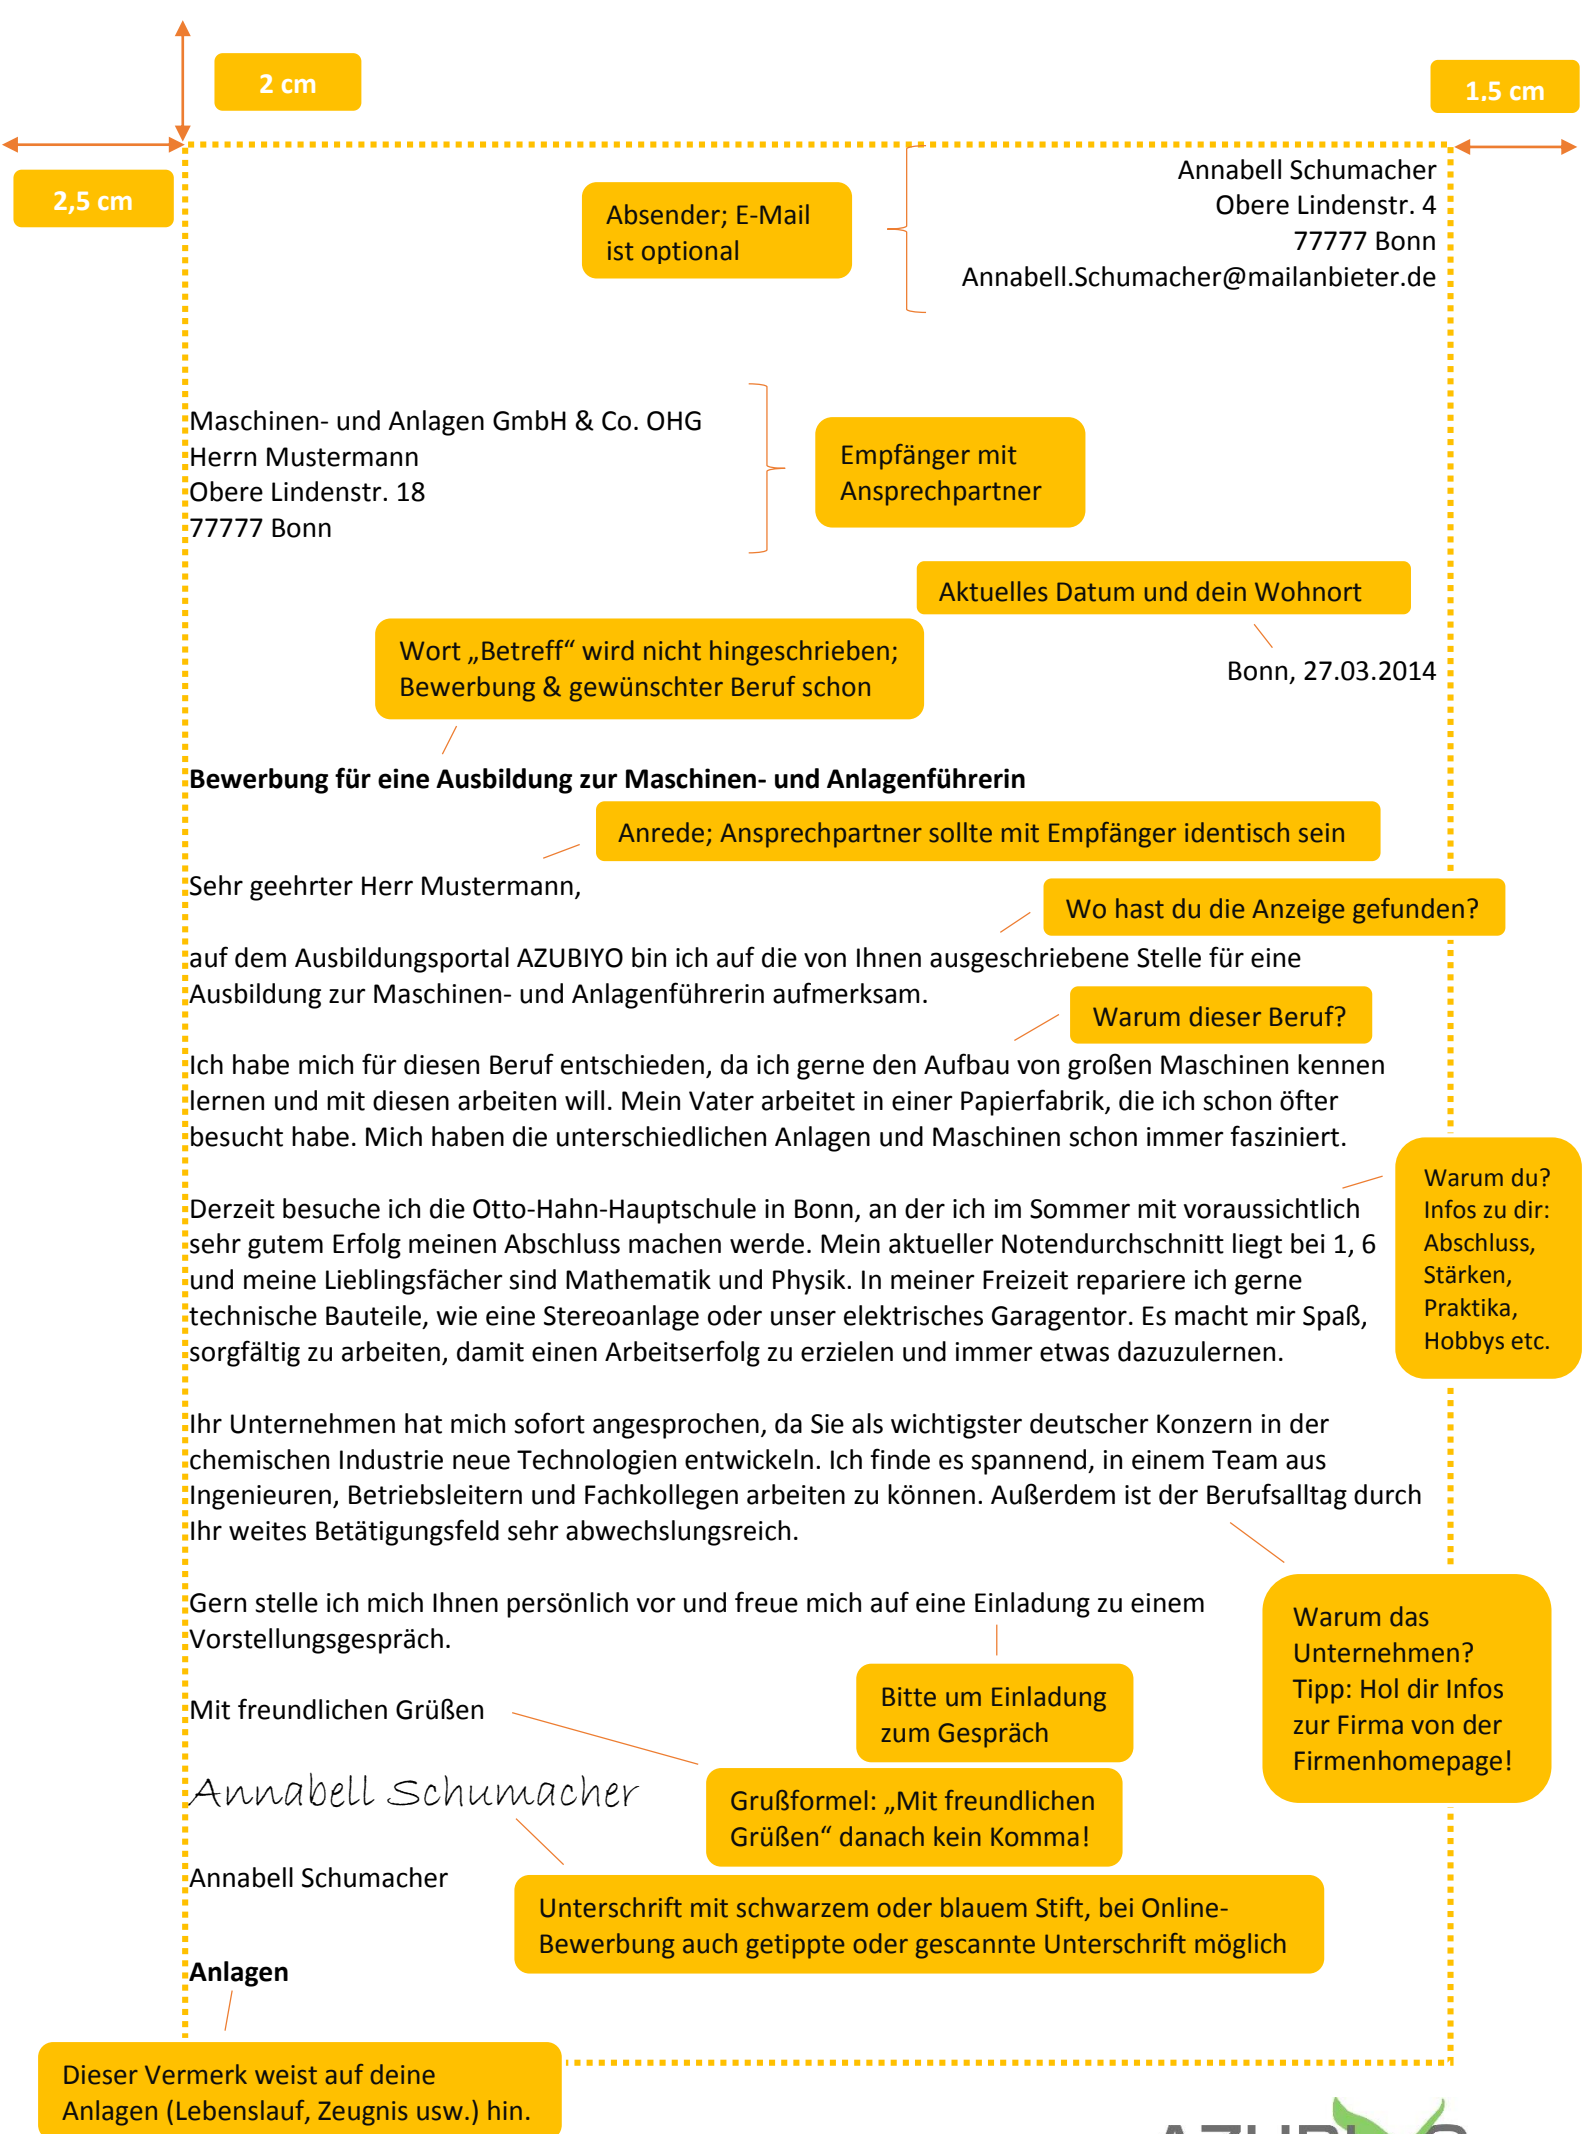 2 cm
1,5 cm
2,5 cm
Absender; E-Mail
ist optional
Annabell Schumacher
Obere Lindenstr. 4
77777 Bonn
Annabell.Schumacher@mailanbieter.de
Maschinen- und Anlagen GmbH & Co. OHG
Herrn Mustermann
Obere Lindenstr. 18
77777 Bonn
Empfänger mit
Ansprechpartner
Aktuelles Datum und dein Wohnort
Wort „Betreff“ wird nicht hingeschrieben;
Bewerbung & gewünschter Beruf schon
Bonn, 27.03.2014
Bewerbung für eine Ausbildung zur Maschinen- und Anlagenführerin
Anrede; Ansprechpartner sollte mit Empfänger identisch sein
Sehr geehrter Herr Mustermann,
Wo hast du die Anzeige gefunden?
auf dem Ausbildungsportal AZUBIYO bin ich auf die von Ihnen ausgeschriebene Stelle für eine
Ausbildung zur Maschinen- und Anlagenführerin aufmerksam.
Warum dieser Beruf?
Ich habe mich für diesen Beruf entschieden, da ich gerne den Aufbau von großen Maschinen kennen
lernen und mit diesen arbeiten will. Mein Vater arbeitet in einer Papierfabrik, die ich schon öfter
besucht habe. Mich haben die unterschiedlichen Anlagen und Maschinen schon immer fasziniert.
Warum du?
Infos zu dir:
Abschluss,
Stärken,
Praktika,
Hobbys etc.
Derzeit besuche ich die Otto-Hahn-Hauptschule in Bonn, an der ich im Sommer mit voraussichtlich
sehr gutem Erfolg meinen Abschluss machen werde. Mein aktueller Notendurchschnitt liegt bei 1, 6
und meine Lieblingsfächer sind Mathematik und Physik. In meiner Freizeit repariere ich gerne
technische Bauteile, wie eine Stereoanlage oder unser elektrisches Garagentor. Es macht mir Spaß,
sorgfältig zu arbeiten, damit einen Arbeitserfolg zu erzielen und immer etwas dazuzulernen.
Ihr Unternehmen hat mich sofort angesprochen, da Sie als wichtigster deutscher Konzern in der
chemischen Industrie neue Technologien entwickeln. Ich finde es spannend, in einem Team aus
Ingenieuren, Betriebsleitern und Fachkollegen arbeiten zu können. Außerdem ist der Berufsalltag durch
Ihr weites Betätigungsfeld sehr abwechslungsreich.
Gern stelle ich mich Ihnen persönlich vor und freue mich auf eine Einladung zu einem
Vorstellungsgespräch.
Warum das
Unternehmen?
Tipp: Hol dir Infos
zur Firma von der
Firmenhomepage!
Bitte um Einladung
zum Gespräch
Mit freundlichen Grüßen
Annabell Schumacher
Grußformel: „Mit freundlichen
Grüßen“ danach kein Komma!
Annabell Schumacher
Unterschrift mit schwarzem oder blauem Stift, bei Online-
Bewerbung auch getippte oder gescannte Unterschrift möglich
Anlagen
Dieser Vermerk weist auf deine
Anlagen (Lebenslauf, Zeugnis usw.) hin.
AZUBIYO